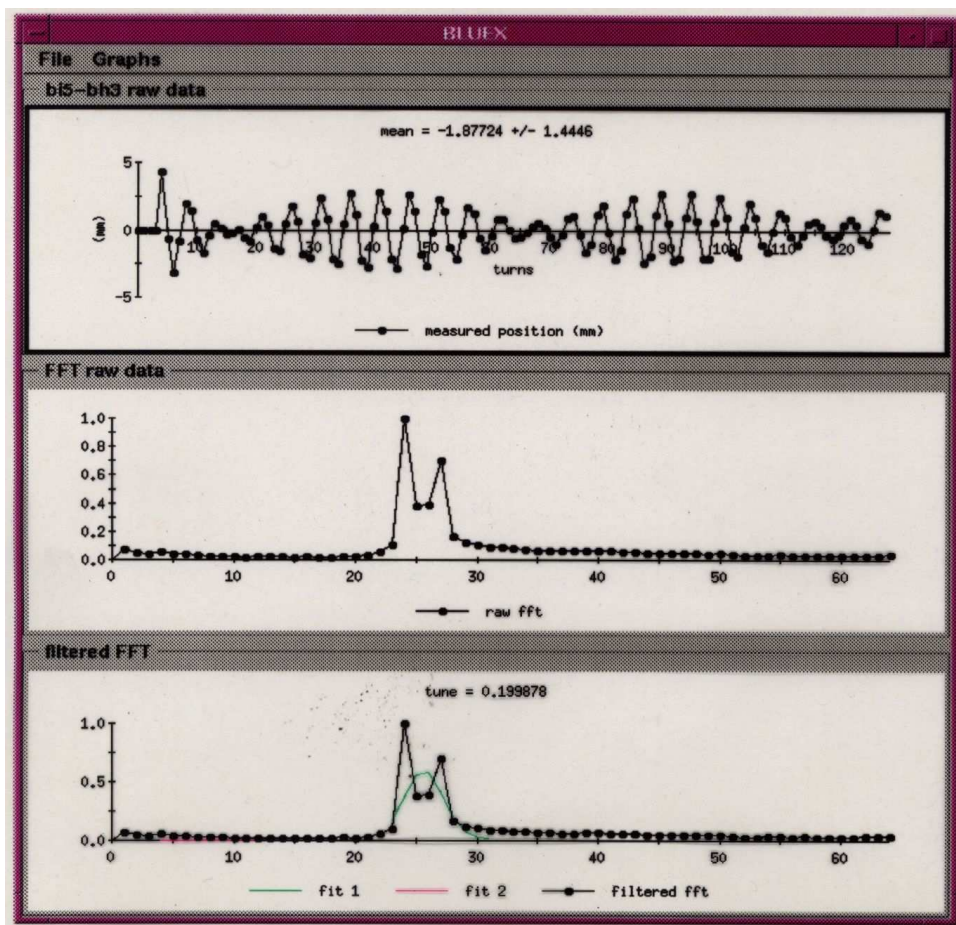 BLUEX
File Graphs
bi5-bh3 raw data
mean = -1.87724 +/- 1.4446
5
(mm)
0
10 20 30 40 50 60 70 80 90 100 110 120
turns
-5
measured position (mm)
FFT raw data
1.0
0.8
0.6
0.4
0.2
0.0
0 10 20 30 40 50 60
raw fft
filtered FFT
tune = 0.199878
1.0
0.5
0.0
0 10 20 30 40 50 60
fit 1 fit 2 filtered fft